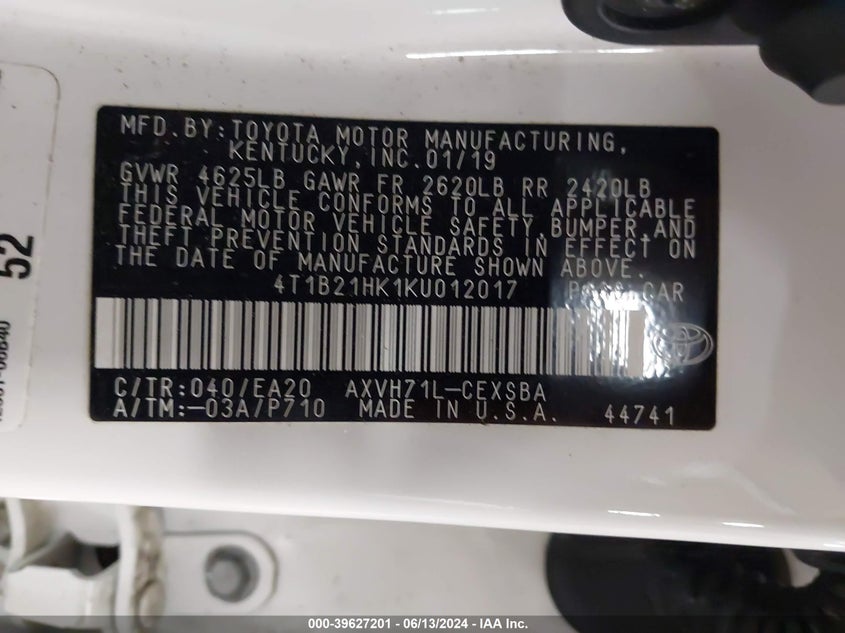 MFD.BY:TOYOTA MOTOR MANUFACTURING,
KENTUCKY,INC.01/19
GVWR 4625LB GAWR FR 2620LB RR 2420LB
THIS VEHICLE CONFORMS TO ALL APPLICABLE
FEDERAL MOTOR VEHICLE SAFETY,BUMPER,AND
THEFT PREVENTION STANDARDS IN EFFECT ON
THE DATE OF MANUFACTURE SHOWN ABOVE.
4T1B21HK1KU012017 PASS.CAR
C/TR:040/EA20 AXVH71L-CEXSBA
A/TM:-03A/P710 MADE IN U.S.A. 44741
52
000-39627201 - 06/13/2024 - IAA Inc.